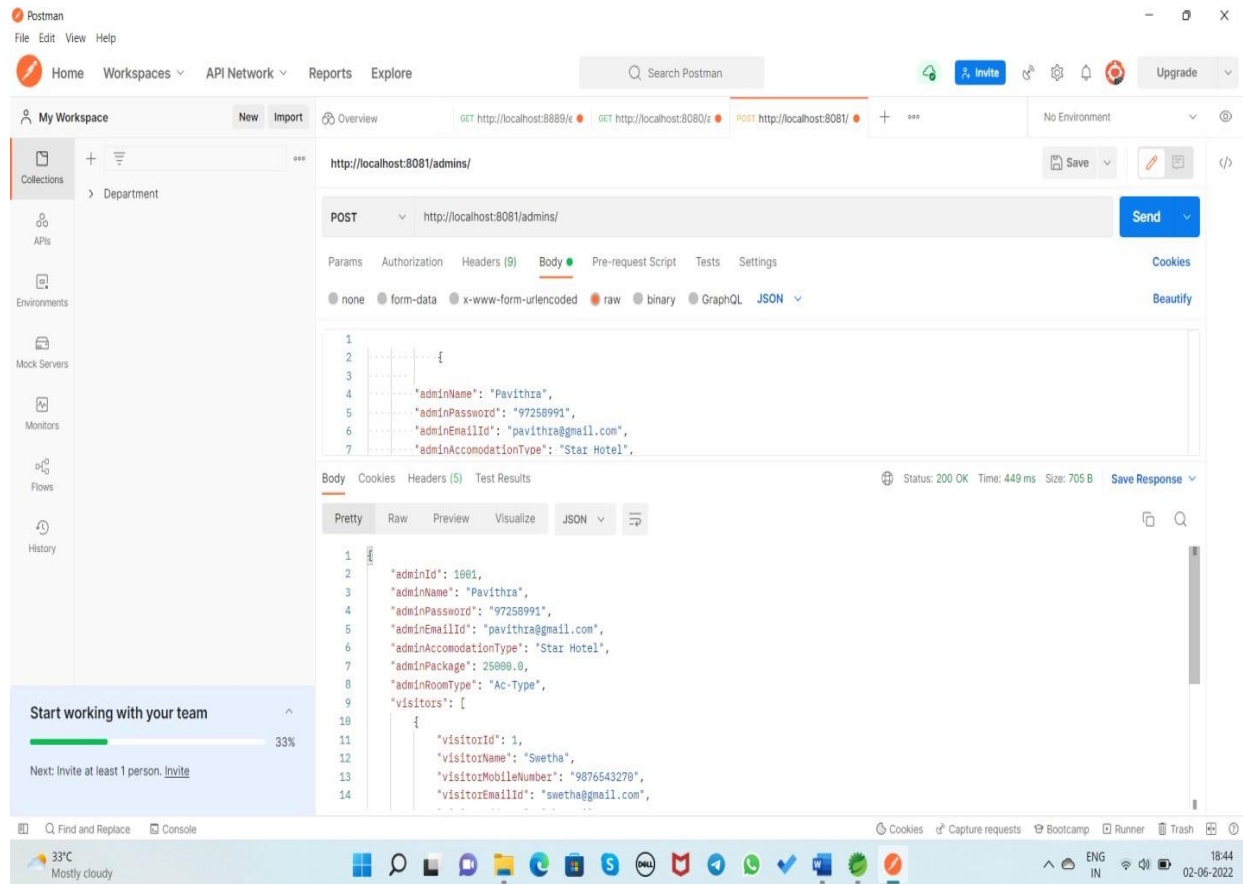 Postman
File Edit View Help
Home Workspaces API Network Reports Explore
Search Postman
Invite
Upgrade
My Workspace
New Import
Overview
GET http://localhost:8889/e
GET http://localhost:8080/a
POST http://localhost:8081/
No Environment
Collections
Department
APIs
Environments
Mock Servers
Monitors
Flows
History
http://localhost:8081/admins/
Save
POST http://localhost:8081/admins/
Send
Params Authorization Headers (9) Body Pre-request Script Tests Settings
Cookies
none form-data x-www-form-urlencoded raw binary GraphQL JSON
Beautify
1
2 {
3
4 "adminName": "Pavithra",
5 "adminPassword": "97258991",
6 "adminEmailId": "pavithra@gmail.com",
7 "adminAccomodationType": "Star Hotel",
Body Cookies Headers (5) Test Results
Status: 200 OK Time: 449 ms Size: 705 B Save Response
Pretty Raw Preview Visualize JSON
1 {
2 "adminId": 1001,
3 "adminName": "Pavithra",
4 "adminPassword": "97258991",
5 "adminEmailId": "pavithra@gmail.com",
6 "adminAccomodationType": "Star Hotel",
7 "adminPackage": 25000.0,
8 "adminRoomType": "Ac-Type",
9 "visitors": [
10 {
11 "visitorId": 1,
12 "visitorName": "Swetha",
13 "visitorMobileNumber": "9876543270",
14 "visitorEmailId": "swetha@gmail.com",
Start working with your team
33%
Next: Invite at least 1 person. Invite
Find and Replace Console
Cookies Capture requests Bootcamp Runner Trash
33°C
Mostly cloudy
DELL
ENG
IN
18:44
02-06-2022